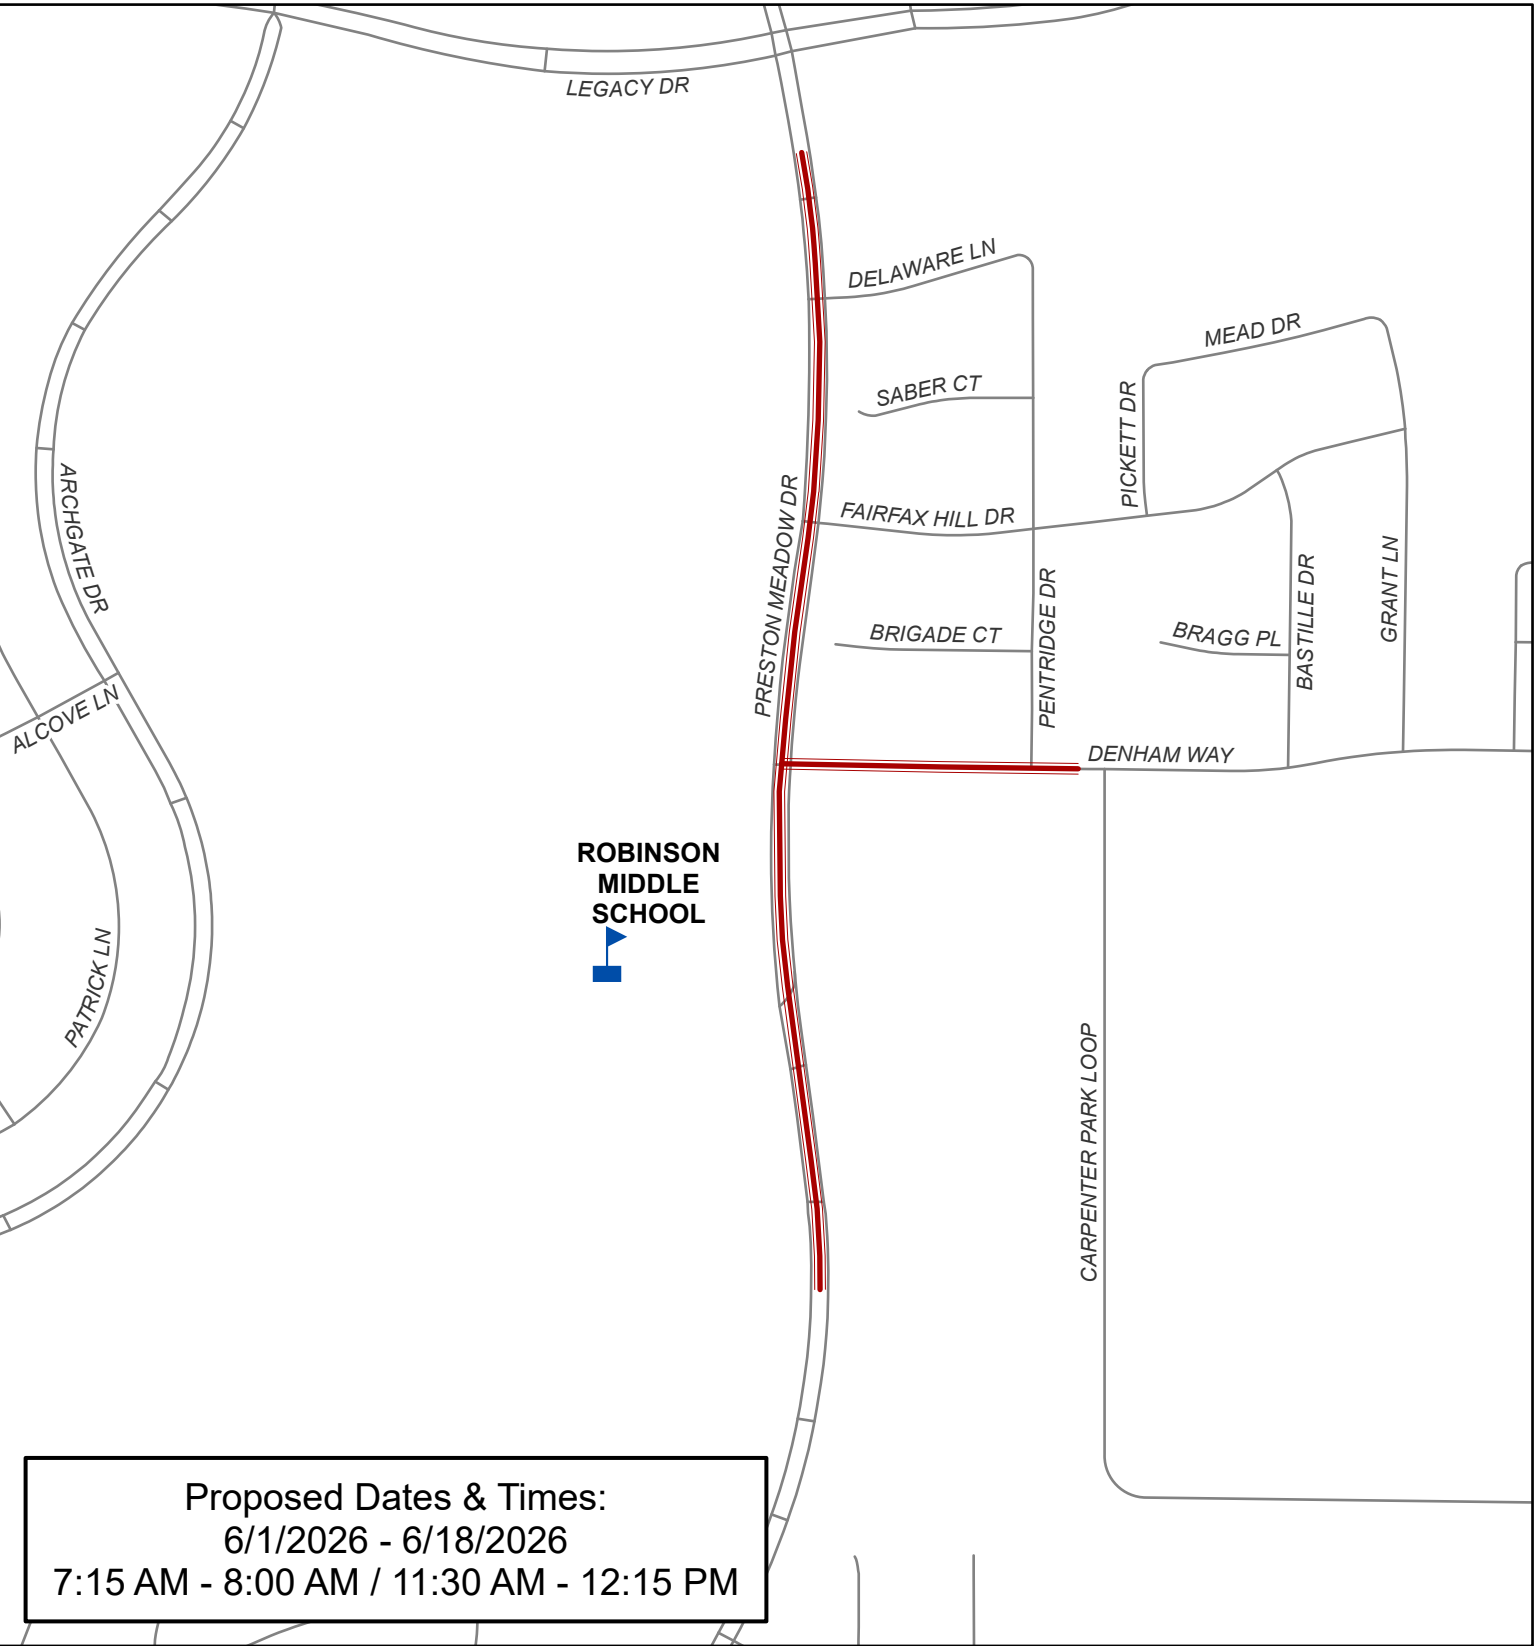 LEGACY DR
DELAWARE LN
MEAD DR
SABER CT
PICKETT DR
ARCHGATE DR
PRESTON MEADOW DR
FAIRFAX HILL DR
GRANT LN
BASTILLE DR
PENTRIDGE DR
BRIGADE CT
BRAGG PL
ALCOVE LN
DENHAM WAY
ROBINSON
MIDDLE
SCHOOL
PATRICK LN
CARPENTER PARK LOOP
Proposed Dates & Times:
6/1/2026 - 6/18/2026
7:15 AM - 8:00 AM / 11:30 AM - 12:15 PM